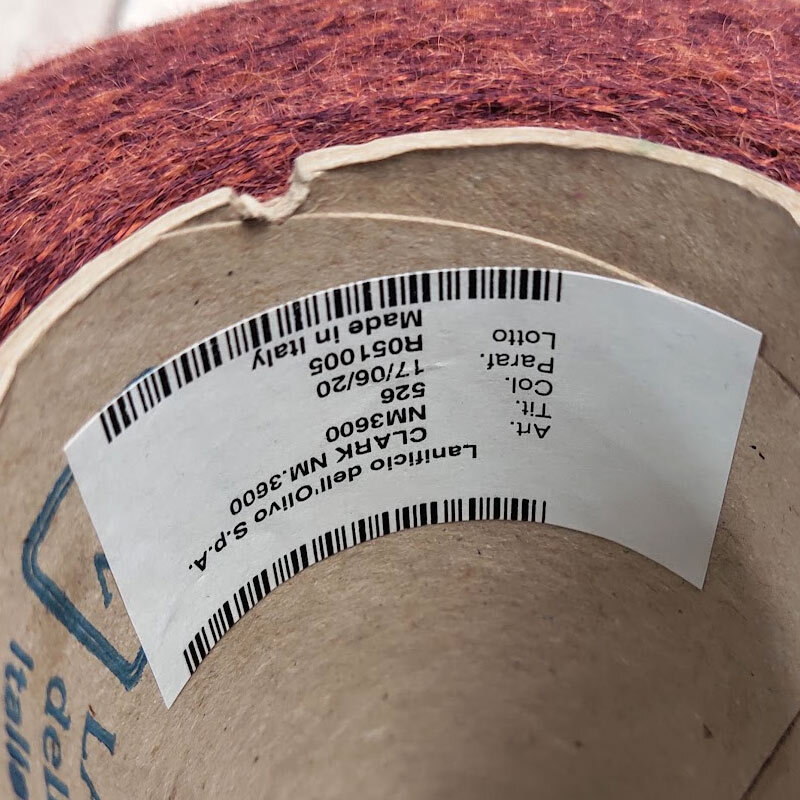 Lanificio dell'Olivo S.p.A.
Art. CLARK NM.3600
Tit. NM3600
Col. 526
Paraf. 17/06/20
Lotto R051005
Made in Italy